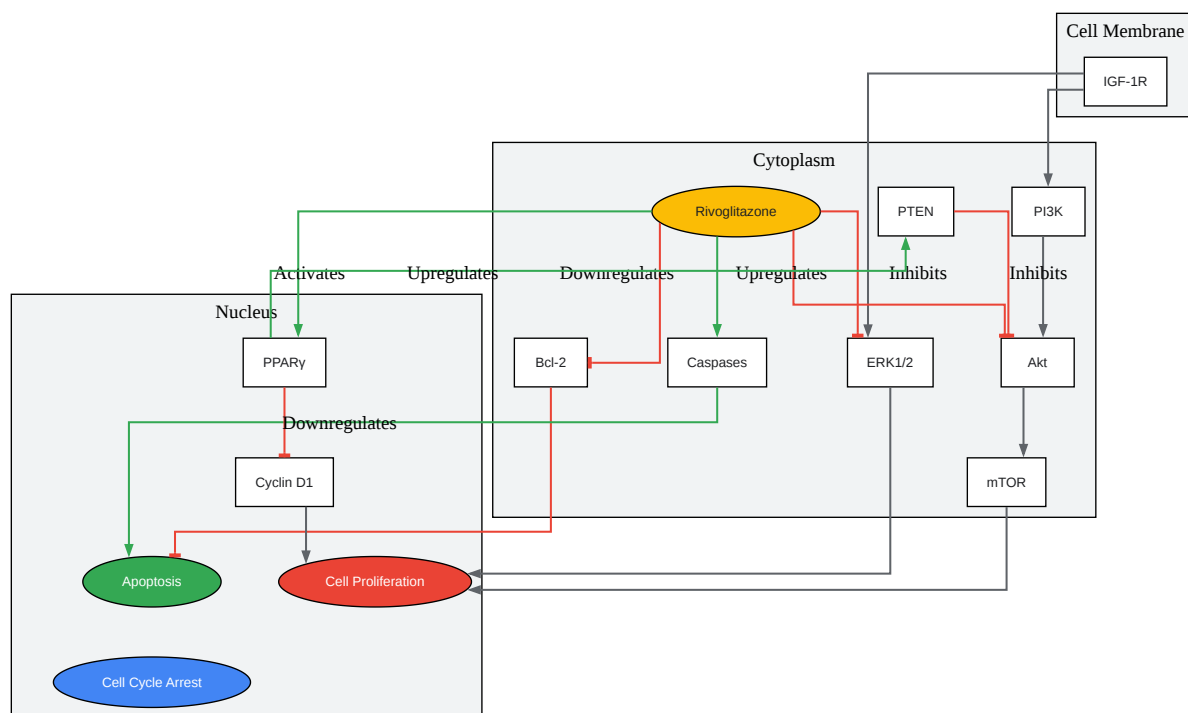 Cell Membrane
IGF-1R
Cytoplasm
Rivoglitazone
PTEN
PI3K
Activates
Upregulates
Downregulates
Upregulates
Inhibits
Inhibits
Nucleus
PPARγ
Bcl-2
Caspases
ERK1/2
Akt
Downregulates
Cyclin D1
mTOR
Apoptosis
Cell Proliferation
Cell Cycle Arrest